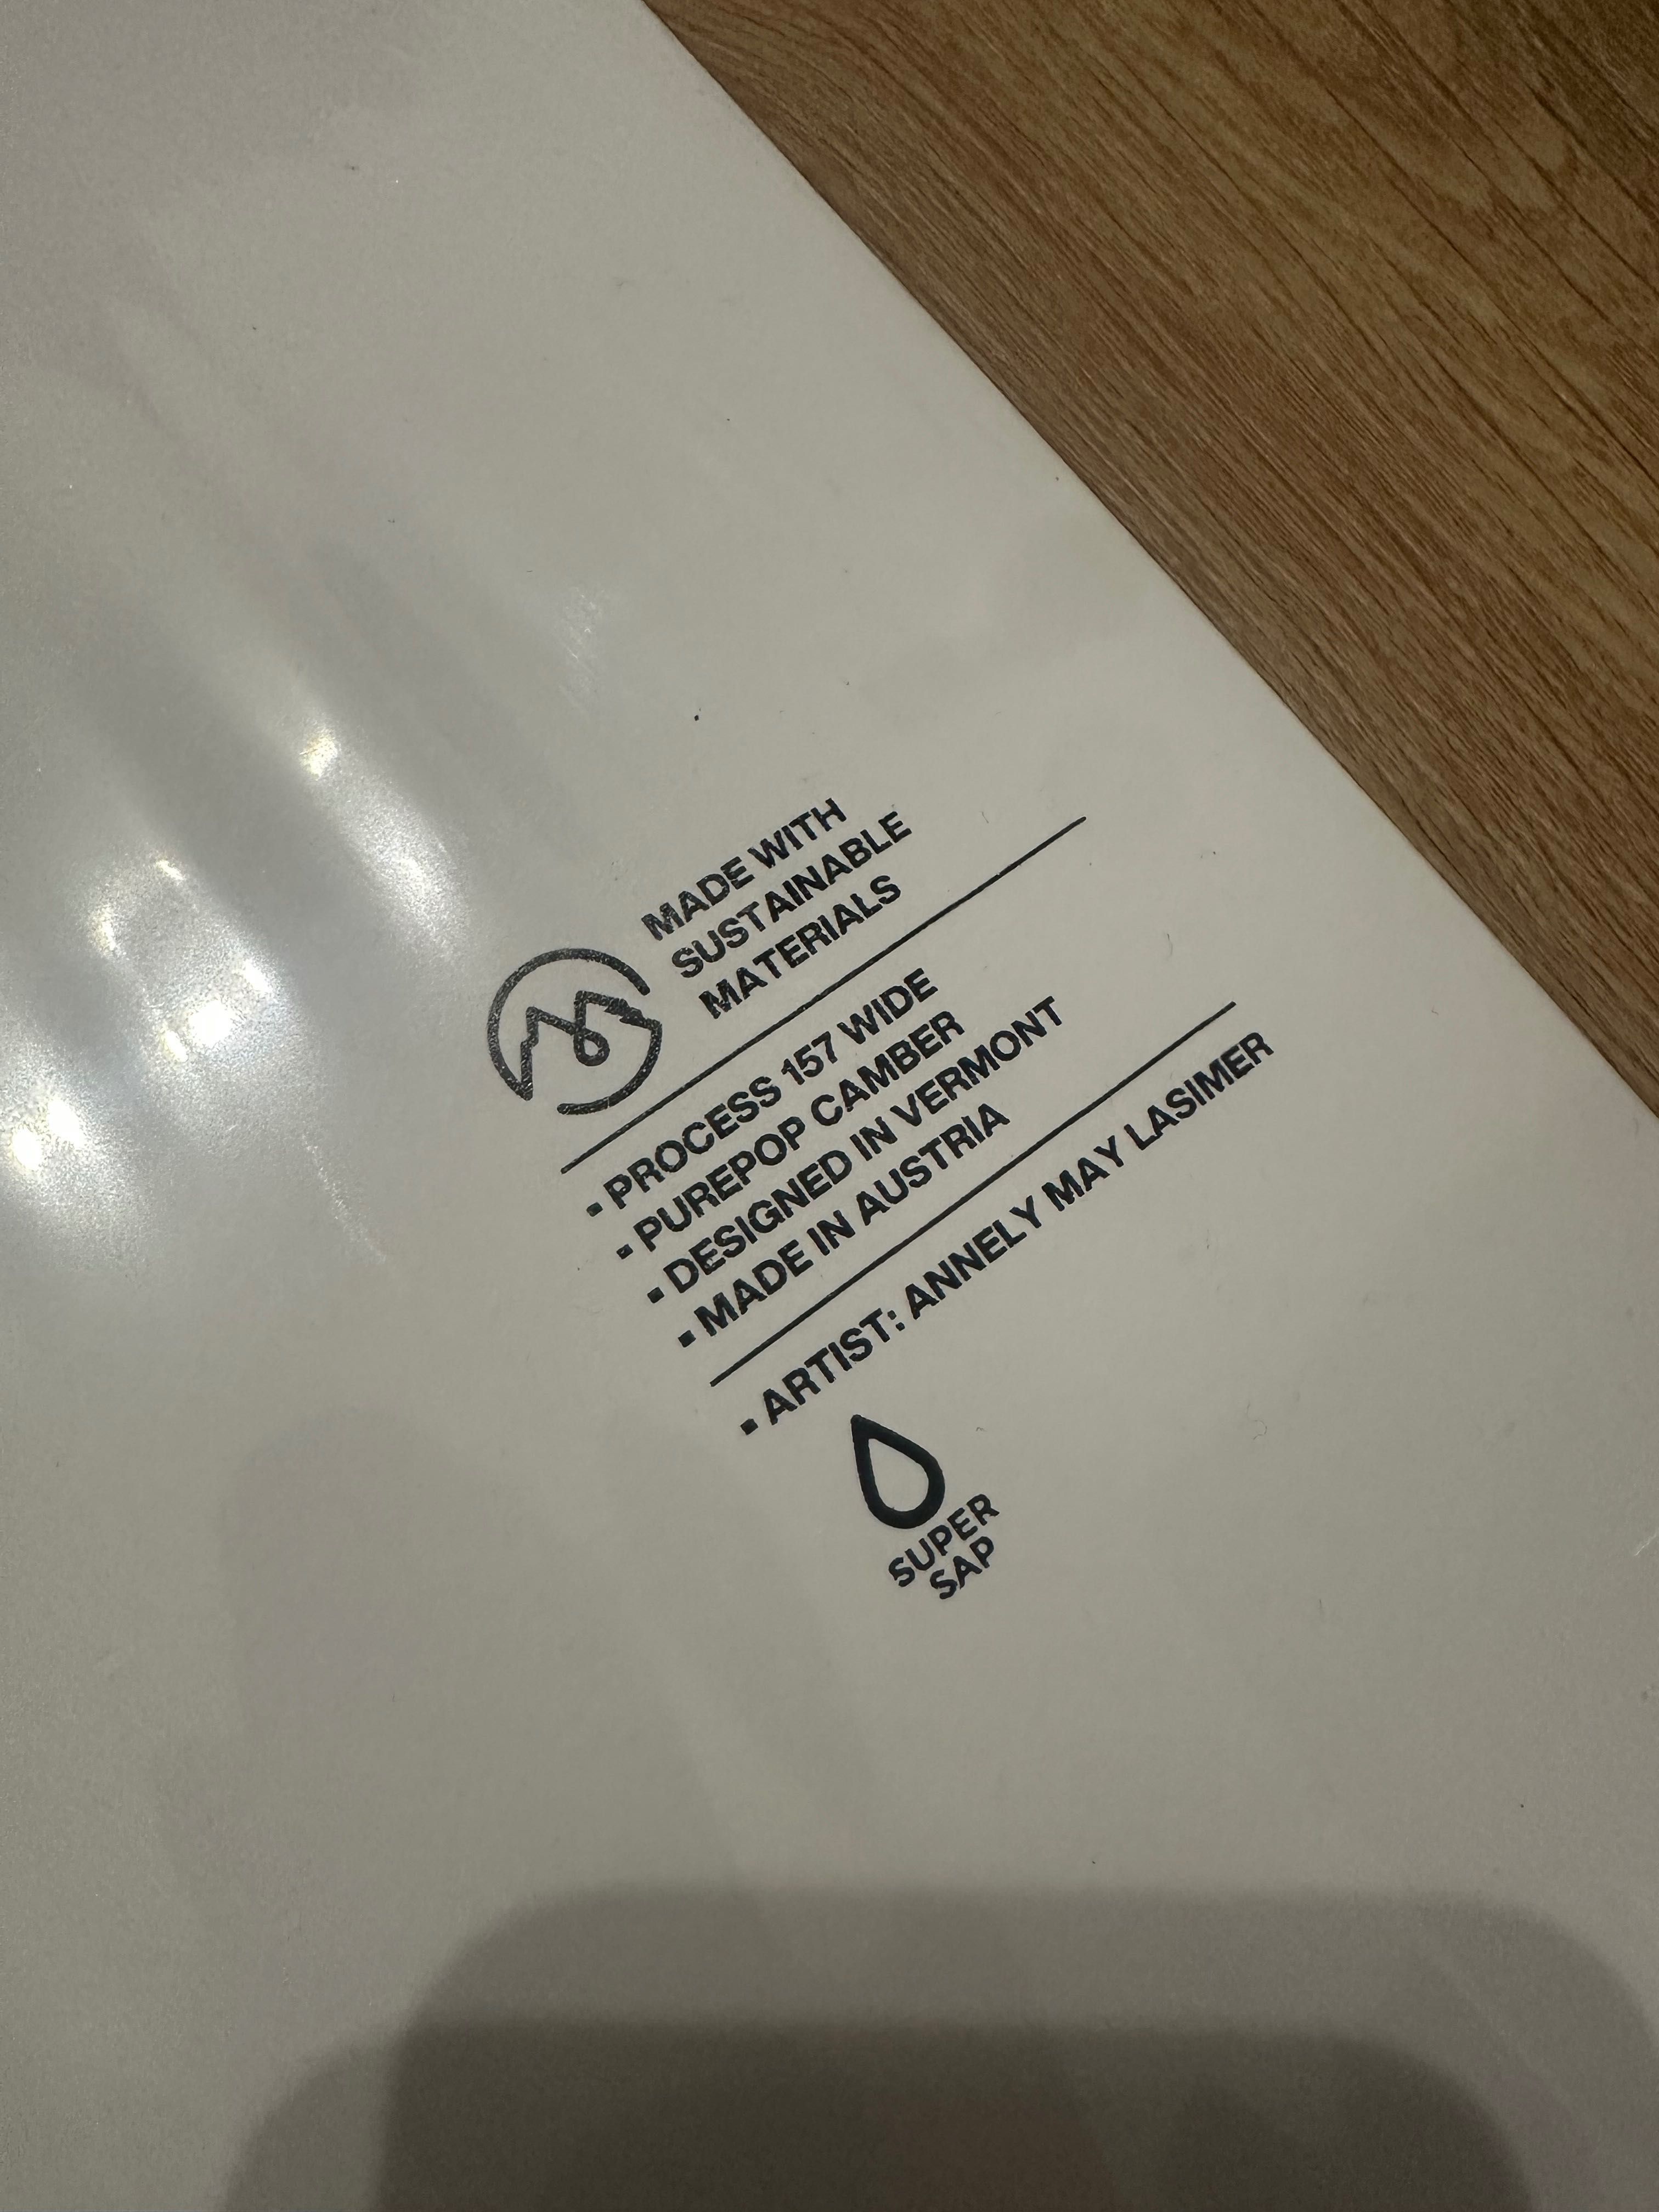 MADE WITH
SUSTAINABLE
MATERIALS
▪ PROCESS 157 WIDE
▪ PUREPOP CAMBER
▪ DESIGNED IN VERMONT
▪ MADE IN AUSTRIA
▪ ARTIST: ANNELY MAY LASIMER
SUPER
SAP